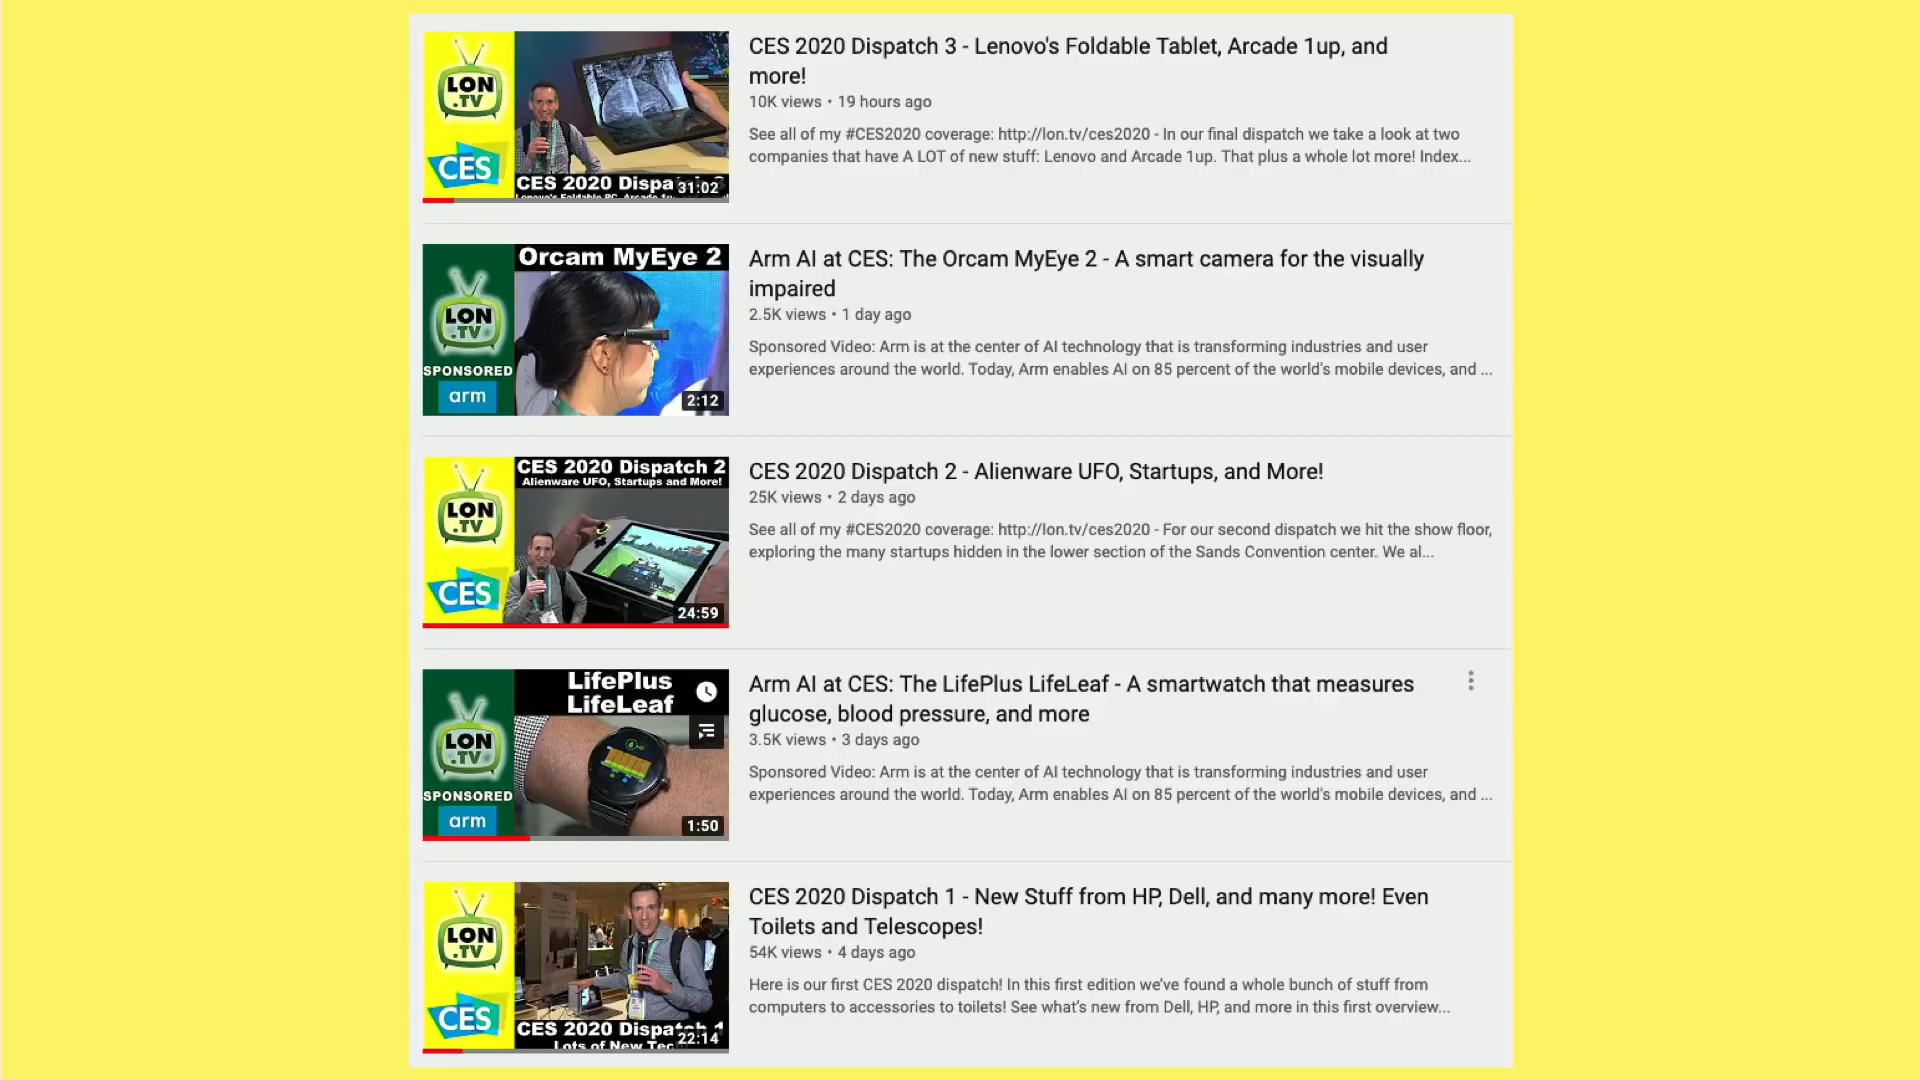 LON
.TV
CES
CES 2020 Dispa
31:02
CES 2020 Dispatch 3 - Lenovo's Foldable Tablet, Arcade 1up, and
more!
10K views • 19 hours ago
See all of my #CES2020 coverage: http://lon.tv/ces2020 - In our final dispatch we take a look at two
companies that have A LOT of new stuff: Lenovo and Arcade 1up. That plus a whole lot more! Index...
Orcam MyEye 2
LON
.TV
SPONSORED
arm
2:12
Arm AI at CES: The Orcam MyEye 2 - A smart camera for the visually
impaired
2.5K views • 1 day ago
Sponsored Video: Arm is at the center of AI technology that is transforming industries and user
experiences around the world. Today, Arm enables AI on 85 percent of the world's mobile devices, and ...
CES 2020 Dispatch 2
Alienware UFO, Startups and More!
LON
.TV
CES
24:59
CES 2020 Dispatch 2 - Alienware UFO, Startups, and More!
25K views • 2 days ago
See all of my #CES2020 coverage: http://lon.tv/ces2020 - For our second dispatch we hit the show floor,
exploring the many startups hidden in the lower section of the Sands Convention center. We al...
LifePlus
LifeLeaf
LON
.TV
SPONSORED
arm
1:50
Arm AI at CES: The LifePlus LifeLeaf - A smartwatch that measures
glucose, blood pressure, and more
3.5K views • 3 days ago
Sponsored Video: Arm is at the center of AI technology that is transforming industries and user
experiences around the world. Today, Arm enables AI on 85 percent of the world's mobile devices, and ...
LON
.TV
CES
CES 2020 Dispatch 1
Lots of New Tec
22:14
CES 2020 Dispatch 1 - New Stuff from HP, Dell, and many more! Even
Toilets and Telescopes!
54K views • 4 days ago
Here is our first CES 2020 dispatch! In this first edition we’ve found a whole bunch of stuff from
computers to accessories to toilets! See what’s new from Dell, HP, and more in this first overview...